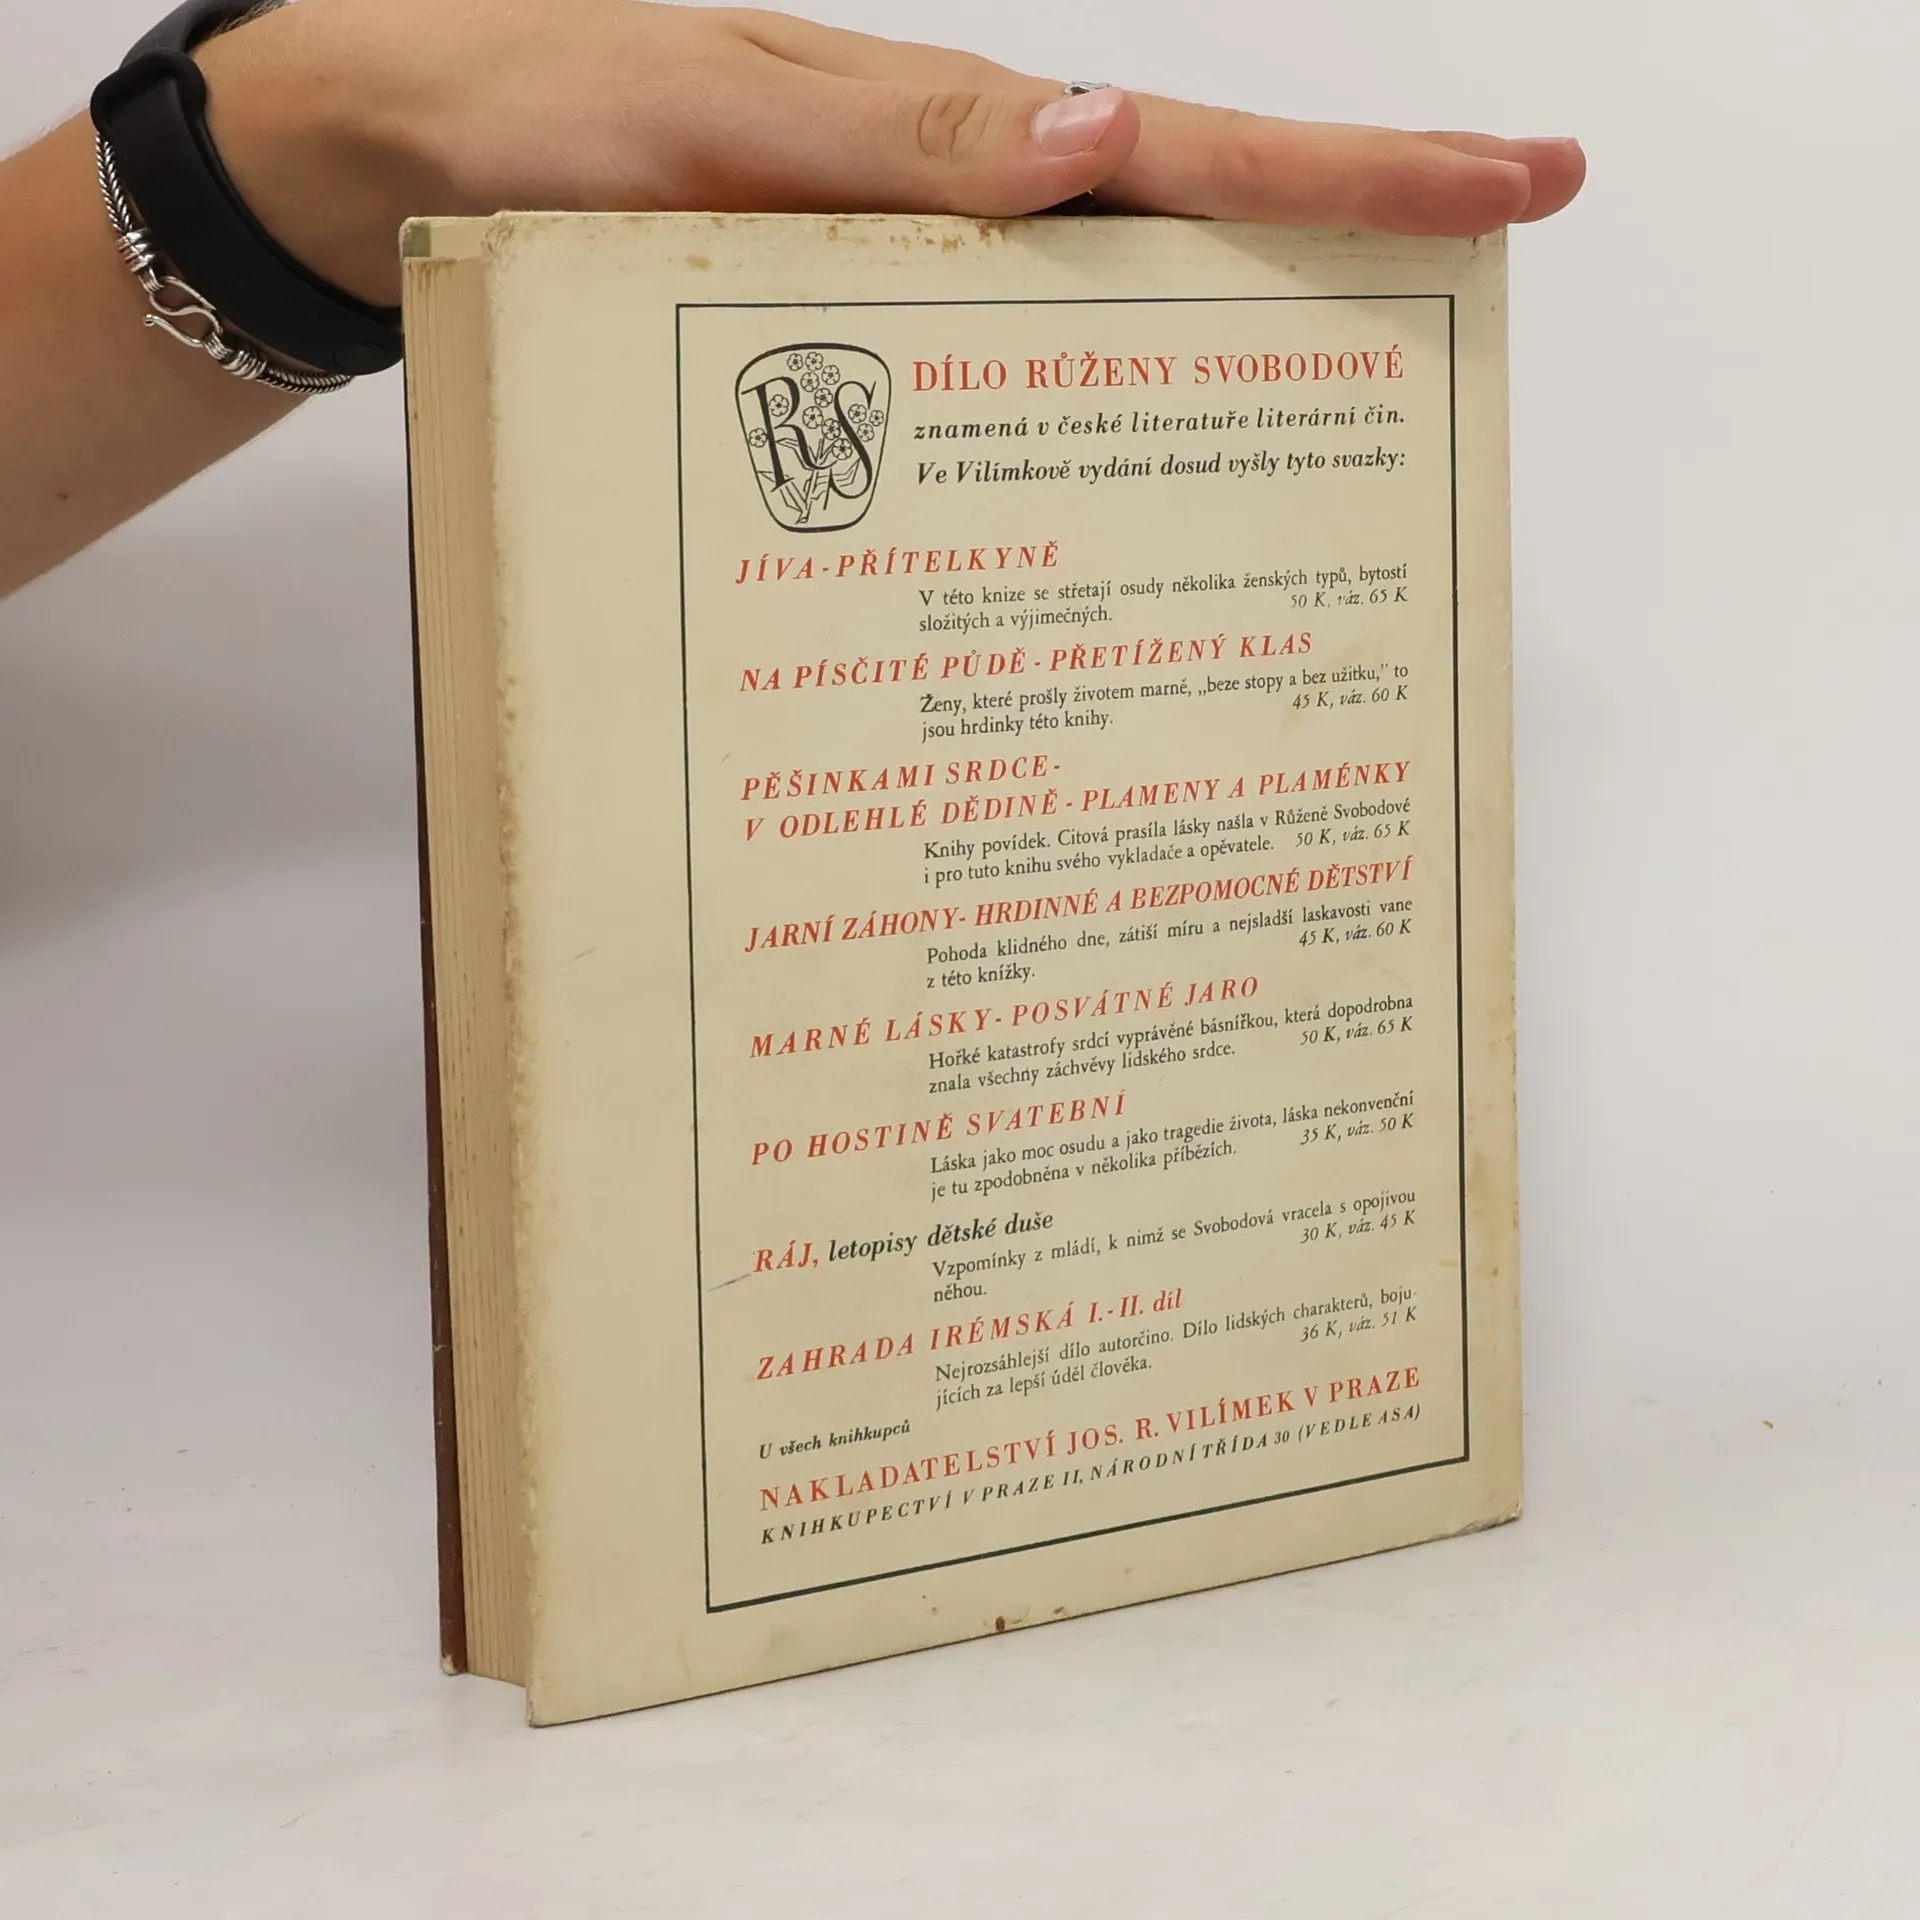 RS
DÍLO RŮŽENY SVOBODOVÉ
znamená v české literatuře literární čin.
Ve Vilímkově vydání dosud vyšly tyto svazky:
JÍVA - PŘÍTELKYNĚ
V této knize se střetají osudy několika ženských typů, bytostí
složitých a výjimečných. 50 K, váz. 65 K
NA PÍSČITÉ PŮDĚ - PŘETÍŽENÝ KLAS
Ženy, které prošly životem marně, „beze stopy a bez užitku,” to
jsou hrdinky této knihy. 45 K, váz. 60 K
PĚŠINKAMI SRDCE -
V ODLEHLÉ DĚDINĚ - PLAMENY A PLAMÉNKY
Knihy povídek. Citová prasíla lásky našla v Růženě Svobodové
i pro tuto knihu svého vykladače a opěvatele. 50 K, váz. 65 K
JARNÍ ZÁHONY - HRDINNÉ A BEZPOMOCNÉ DĚTSTVÍ
Pohoda klidného dne, zátiší míru a nejsladší laskavosti vane
z této knížky. 45 K, váz. 60 K
MARNÉ LÁSKY - POSVÁTNÉ JARO
Hořké katastrofy srdcí vyprávěné básnířkou, která dopodrobna
znala všechny záchvěvy lidského srdce. 50 K, váz. 65 K
PO HOSTINĚ SVATEBNÍ
Láska jako moc osudu a jako tragedie života, láska nekonvenční
je tu zpodobněna v několika příbězích. 35 K, váz. 50 K
RÁJ, letopisy dětské duše
Vzpomínky z mládí, k nimž se Svobodová vracela s opojivou
něhou. 30 K, váz. 45 K
ZAHRADA IRÉMSKÁ I.-II. díl
Nejrozsáhlejší dílo autorčino. Dílo lidských charakterů, boju-
jících za lepší úděl člověka. 36 K, váz. 51 K
U všech knihkupců
NAKLADATELSTVÍ JOS. R. VILÍMEK V PRAZE
KNIHKUPECTVÍ V PRAZE II, NÁRODNÍ TŘÍDA 30 (VEDLE ASA)